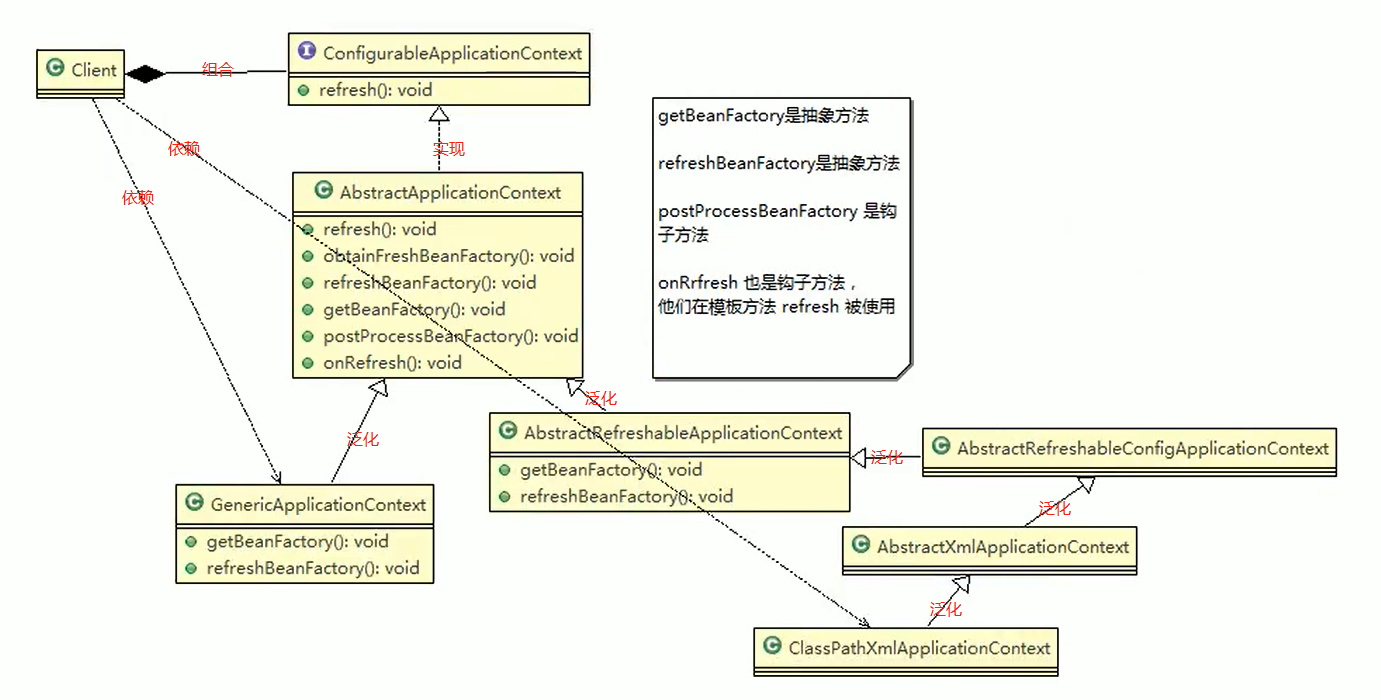 Client
组合
ConfigurableApplicationContext
refresh(): void
依赖
依赖
实现
AbstractApplicationContext
refresh(): void
obtainFreshBeanFactory(): void
refreshBeanFactory(): void
getBeanFactory(): void
postProcessBeanFactory(): void
onRefresh(): void
getBeanFactory是抽象方法
refreshBeanFactory是抽象方法
postProcessBeanFactory 是钩
子方法
onRrfresh 也是钩子方法，
他们在模板方法 refresh 被使用
泛化
泛化
AbstractRefreshableApplicationContext
getBeanFactory(): void
refreshBeanFactory(): void
泛化
AbstractRefreshableConfigApplicationContext
GenericApplicationContext
getBeanFactory(): void
refreshBeanFactory(): void
泛化
AbstractXmlApplicationContext
泛化
ClassPathXmlApplicationContext